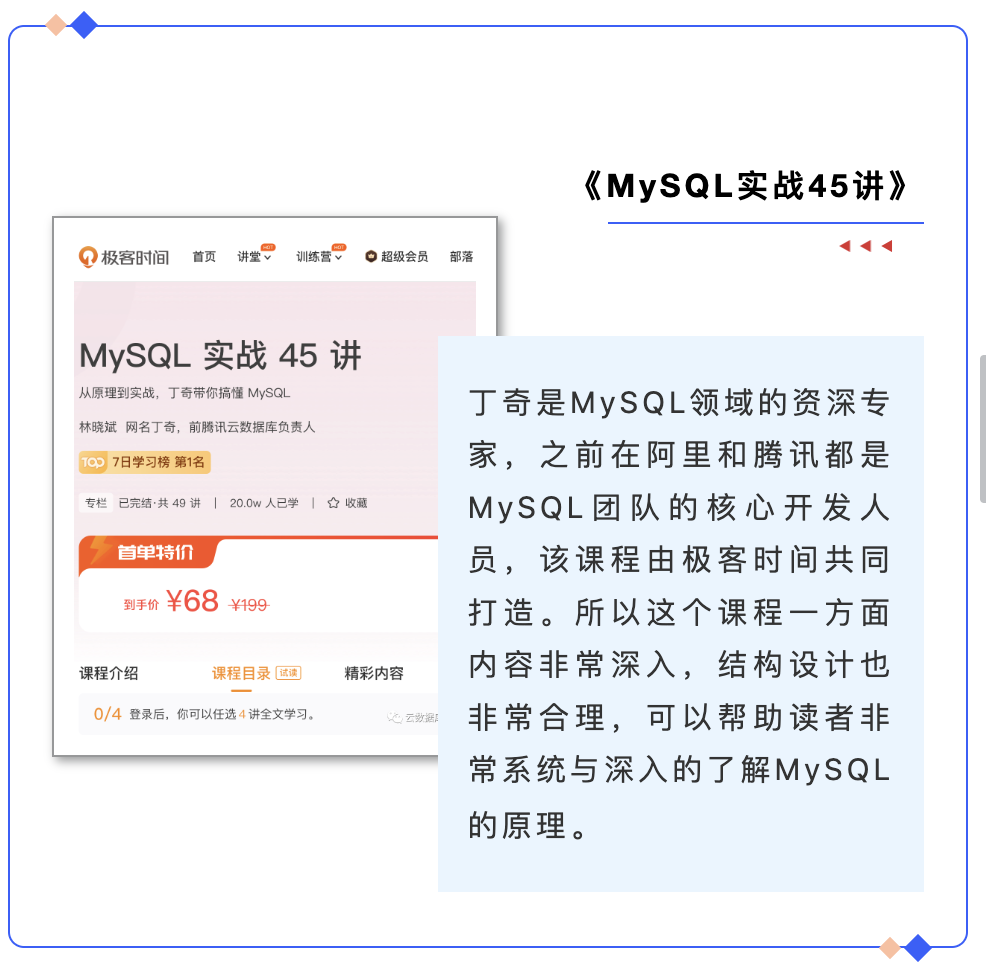 《MySQL实战45讲》
极客时间 首页 讲堂 HOT 训练营 HOT 超级会员 部落
MySQL 实战 45 讲
从原理到实战，丁奇带你搞懂 MySQL
林晓斌 网名丁奇，前腾讯云数据库负责人
TOP 7日学习榜 第1名
专栏 已完结·共 49 讲 | 20.0w 人已学 | 收藏
首单特价
到手价 ¥68 ¥199
课程介绍 课程目录 试读 精彩内容
0/4 登录后，你可以任选4讲全文学习。
云数据库
丁奇是MySQL领域的资深专
家，之前在阿里和腾讯都是
MySQL团队的核心开发人
员，该课程由极客时间共同
打造。所以这个课程一方面
内容非常深入，结构设计也
非常合理，可以帮助读者非
常系统与深入的了解MySQL
的原理。